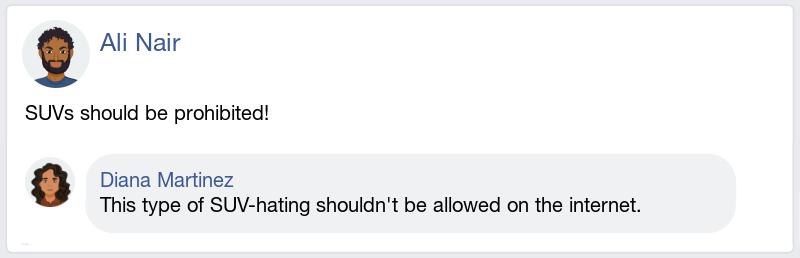 Ali Nair
SUVs should be prohibited!
Diana Martinez
This type of SUV-hating shouldn't be allowed on the internet.